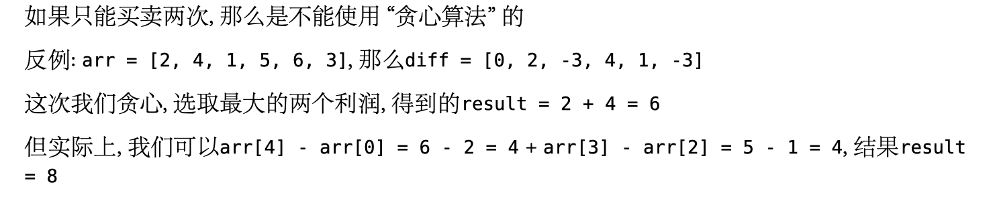 如果只能买卖两次, 那么是不能使用 “贪心算法” 的
反例: arr = [2, 4, 1, 5, 6, 3], 那么diff = [0, 2, -3, 4, 1, -3]
这次我们贪心, 选取最大的两个利润, 得到的result = 2 + 4 = 6
但实际上, 我们可以arr[4] - arr[0] = 6 - 2 = 4 + arr[3] - arr[2] = 5 - 1 = 4, 结果result
= 8